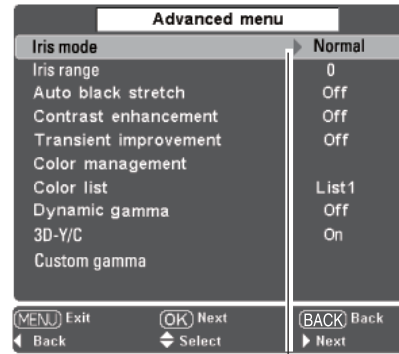 Advanced menu
Iris mode Normal
Iris range 0
Auto black stretch Off
Contrast enhancement Off
Transient improvement Off
Color management
Color list List1
Dynamic gamma Off
3D-Y/C On
Custom gamma
MENU Exit OK Next BACK Back
Back Select Next